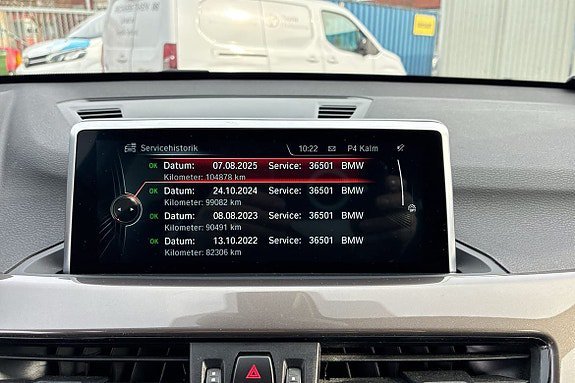 Servicehistorik 10:22 P4 Kalm
OK Datum: 07.08.2025 Service: 36501 BMW
Kilometer: 104878 km
OK Datum: 24.10.2024 Service: 36501 BMW
Kilometer: 99082 km
OK Datum: 08.08.2023 Service: 36501 BMW
Kilometer: 90491 km
OK Datum: 13.10.2022 Service: 36501 BMW
Kilometer: 82306 km